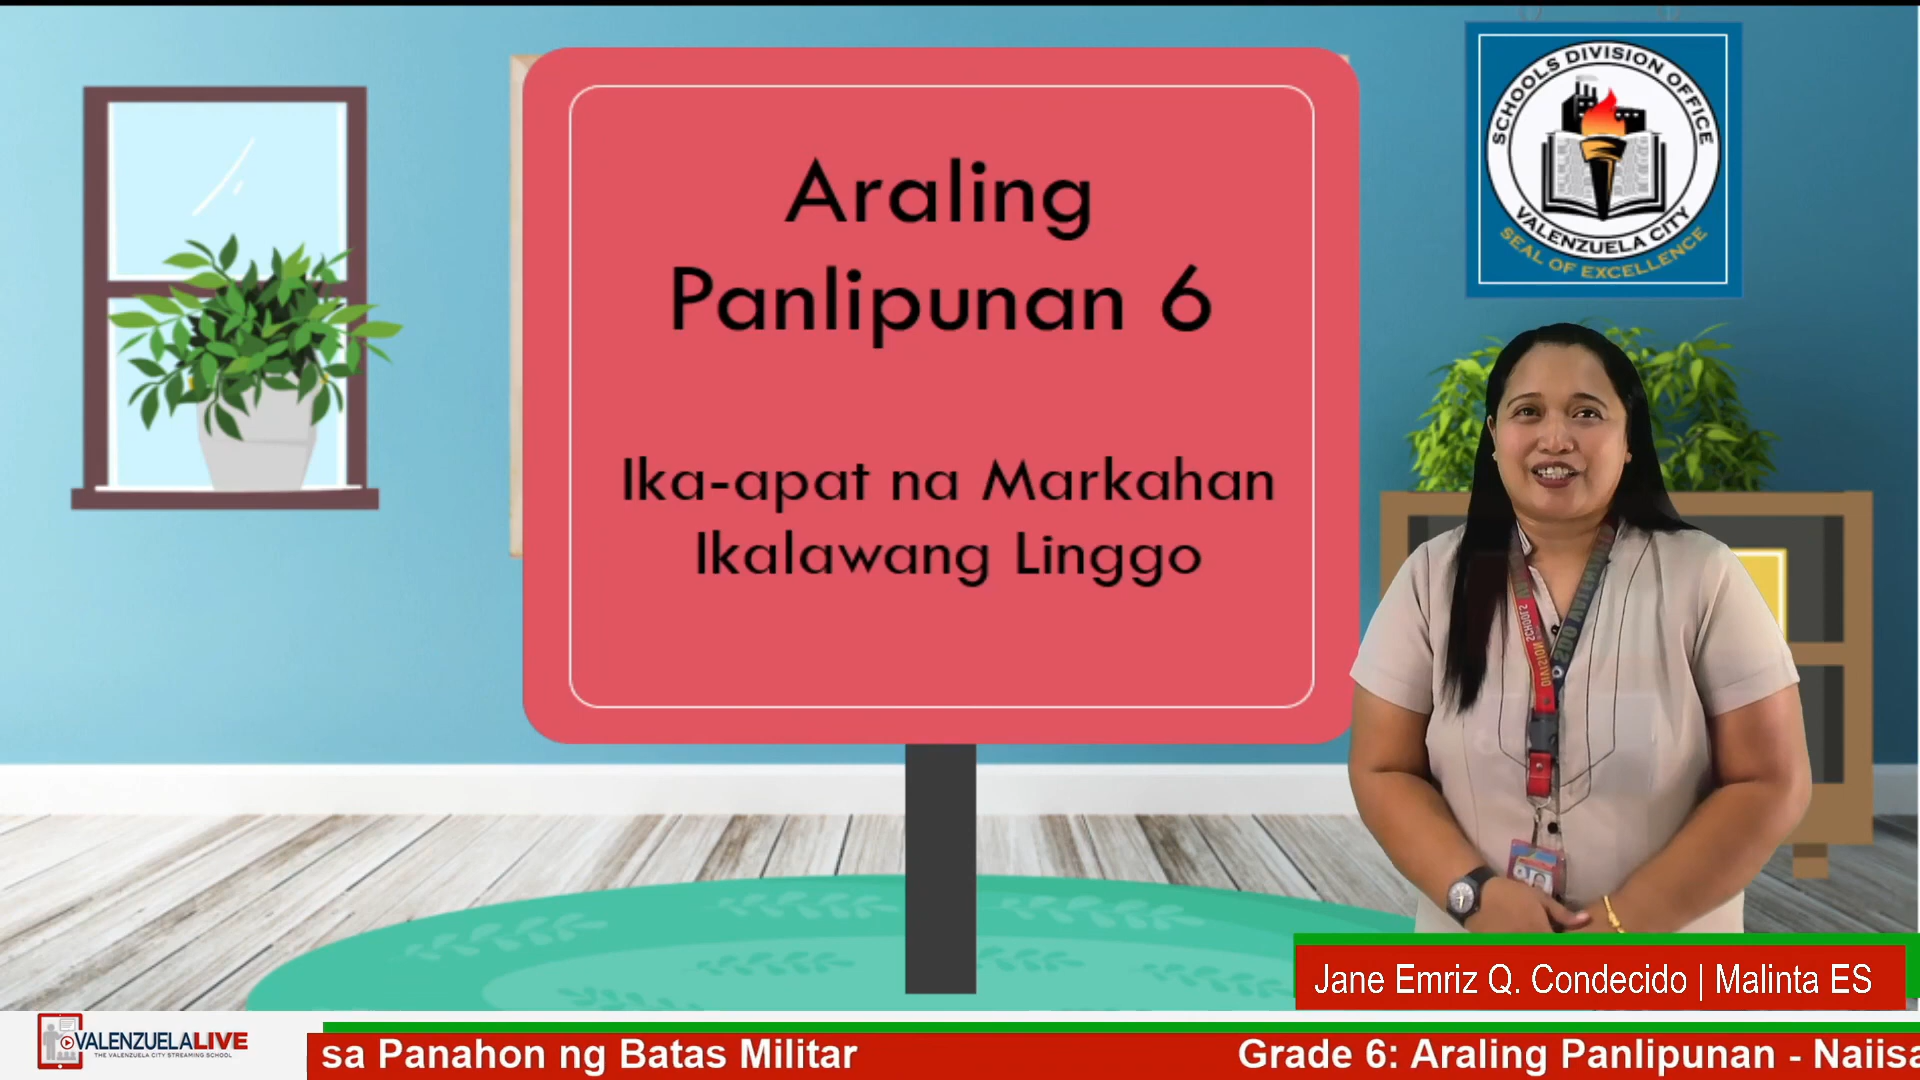 SCHOOLS DIVISION OFFICE
VALENZUELA CITY
SEAL OF EXCELLENCE
Araling
Panlipunan 6
Ika-apat na Markahan
Ikalawang Linggo
Jane Emriz Q. Condecido | Malinta ES
VALENZUELALIVE
THE VALENZUELA CITY STREAMING SCHOOL
sa Panahon ng Batas Militar
Grade 6: Araling Panlipunan - Naiisa